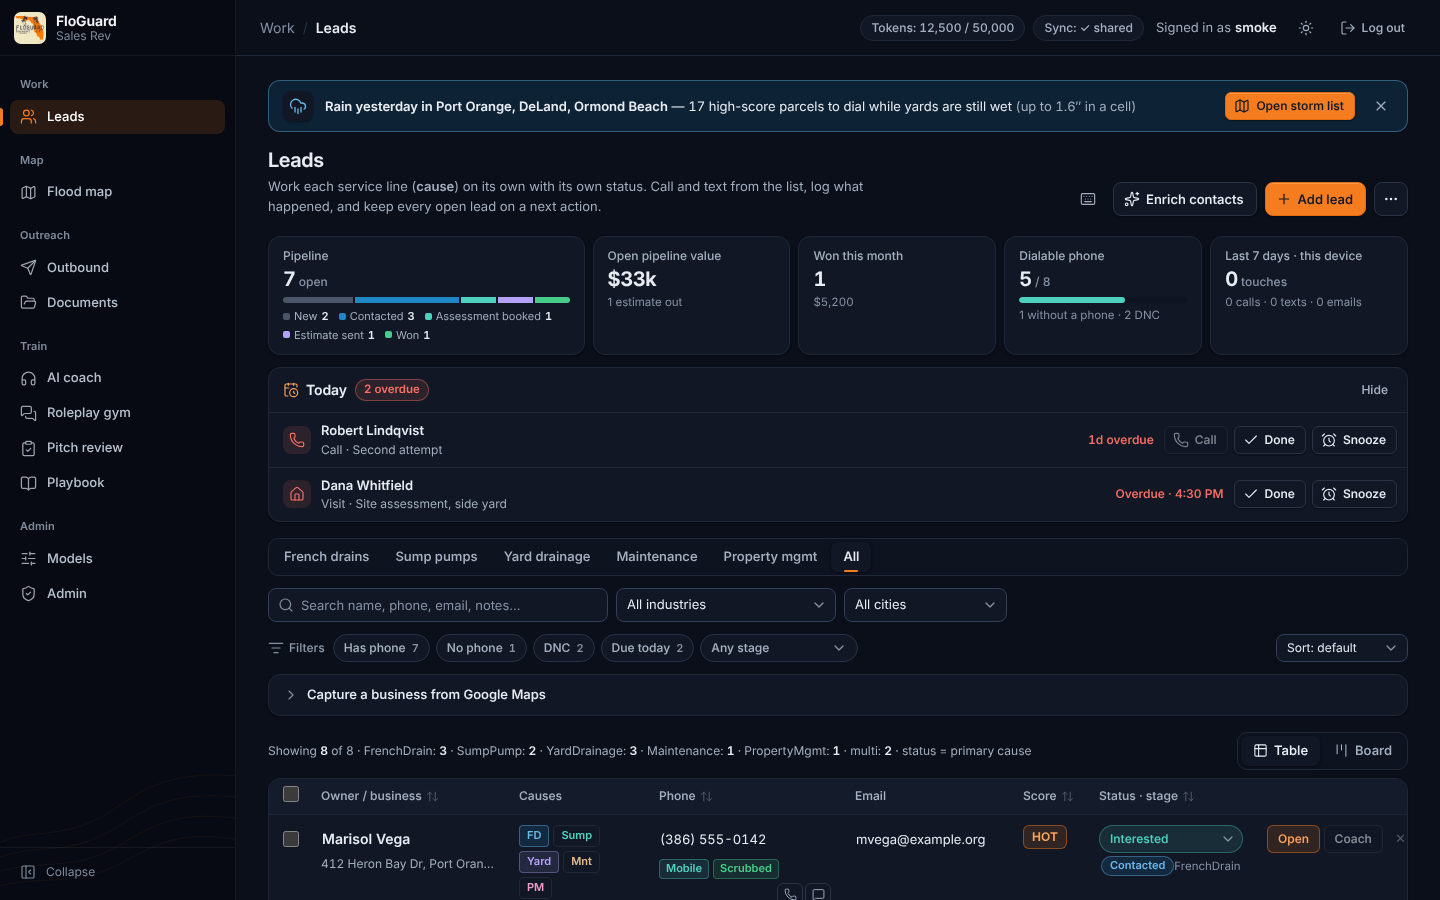 FloGuard
Sales Rev
Work / Leads
Tokens: 12,500 / 50,000
Sync: ✓ shared
Signed in as smoke
Log out
Work
Leads
Map
Flood map
Outreach
Outbound
Documents
Train
AI coach
Roleplay gym
Pitch review
Playbook
Admin
Models
Admin
Collapse
Rain yesterday in Port Orange, DeLand, Ormond Beach — 17 high-score parcels to dial while yards are still wet (up to 1.6″ in a cell)
Open storm list
Leads
Work each service line (cause) on its own with its own status. Call and text from the list, log what
happened, and keep every open lead on a next action.
Enrich contacts
Add lead
Pipeline
7 open
New 2 Contacted 3 Assessment booked 1
Estimate sent 1 Won 1
Open pipeline value
$33k
1 estimate out
Won this month
1
$5,200
Dialable phone
5 / 8
1 without a phone · 2 DNC
Last 7 days · this device
0 touches
0 calls · 0 texts · 0 emails
Today 2 overdue
Hide
Robert Lindqvist
Call · Second attempt
1d overdue Call Done Snooze
Dana Whitfield
Visit · Site assessment, side yard
Overdue · 4:30 PM Done Snooze
French drains Sump pumps Yard drainage Maintenance Property mgmt All
Search name, phone, email, notes...
All industries
All cities
Filters Has phone 7 No phone 1 DNC 2 Due today 2 Any stage
Sort: default
Capture a business from Google Maps
Showing 8 of 8 · FrenchDrain: 3 · SumpPump: 2 · YardDrainage: 3 · Maintenance: 1 · PropertyMgmt: 1 · multi: 2 · status = primary cause
Table Board
Owner / business Causes Phone Email Score Status · stage
Marisol Vega
412 Heron Bay Dr, Port Oran...
FD Sump
Yard Mnt
PM
(386) 555-0142
Mobile Scrubbed
mvega@example.org
HOT
Interested
Contacted FrenchDrain
Open Coach